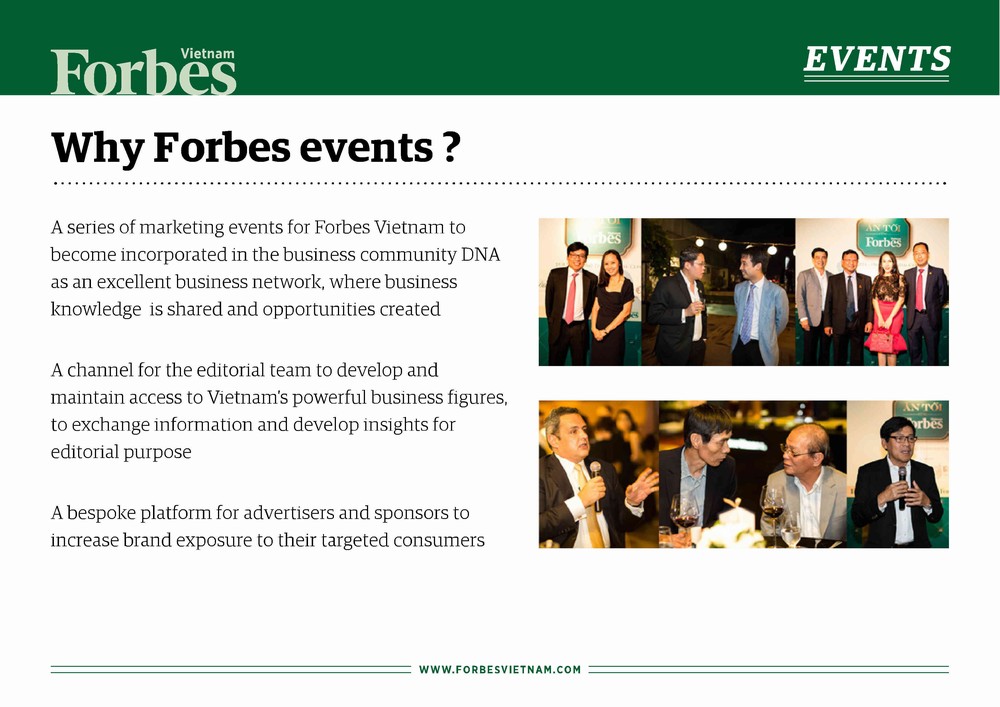 Forbes Vietnam
EVENTS
Why Forbes events ?
A series of marketing events for Forbes Vietnam to
become incorporated in the business community DNA
as an excellent business network, where business
knowledge  is shared and opportunities created
A channel for the editorial team to develop and
maintain access to Vietnam's powerful business figures,
to exchange information and develop insights for
editorial purpose
A bespoke platform for advertisers and sponsors to
increase brand exposure to their targeted consumers
ĂN TỐI
Forbes
ĂN TỐI
WWW.FORBESVIETNAM.COM